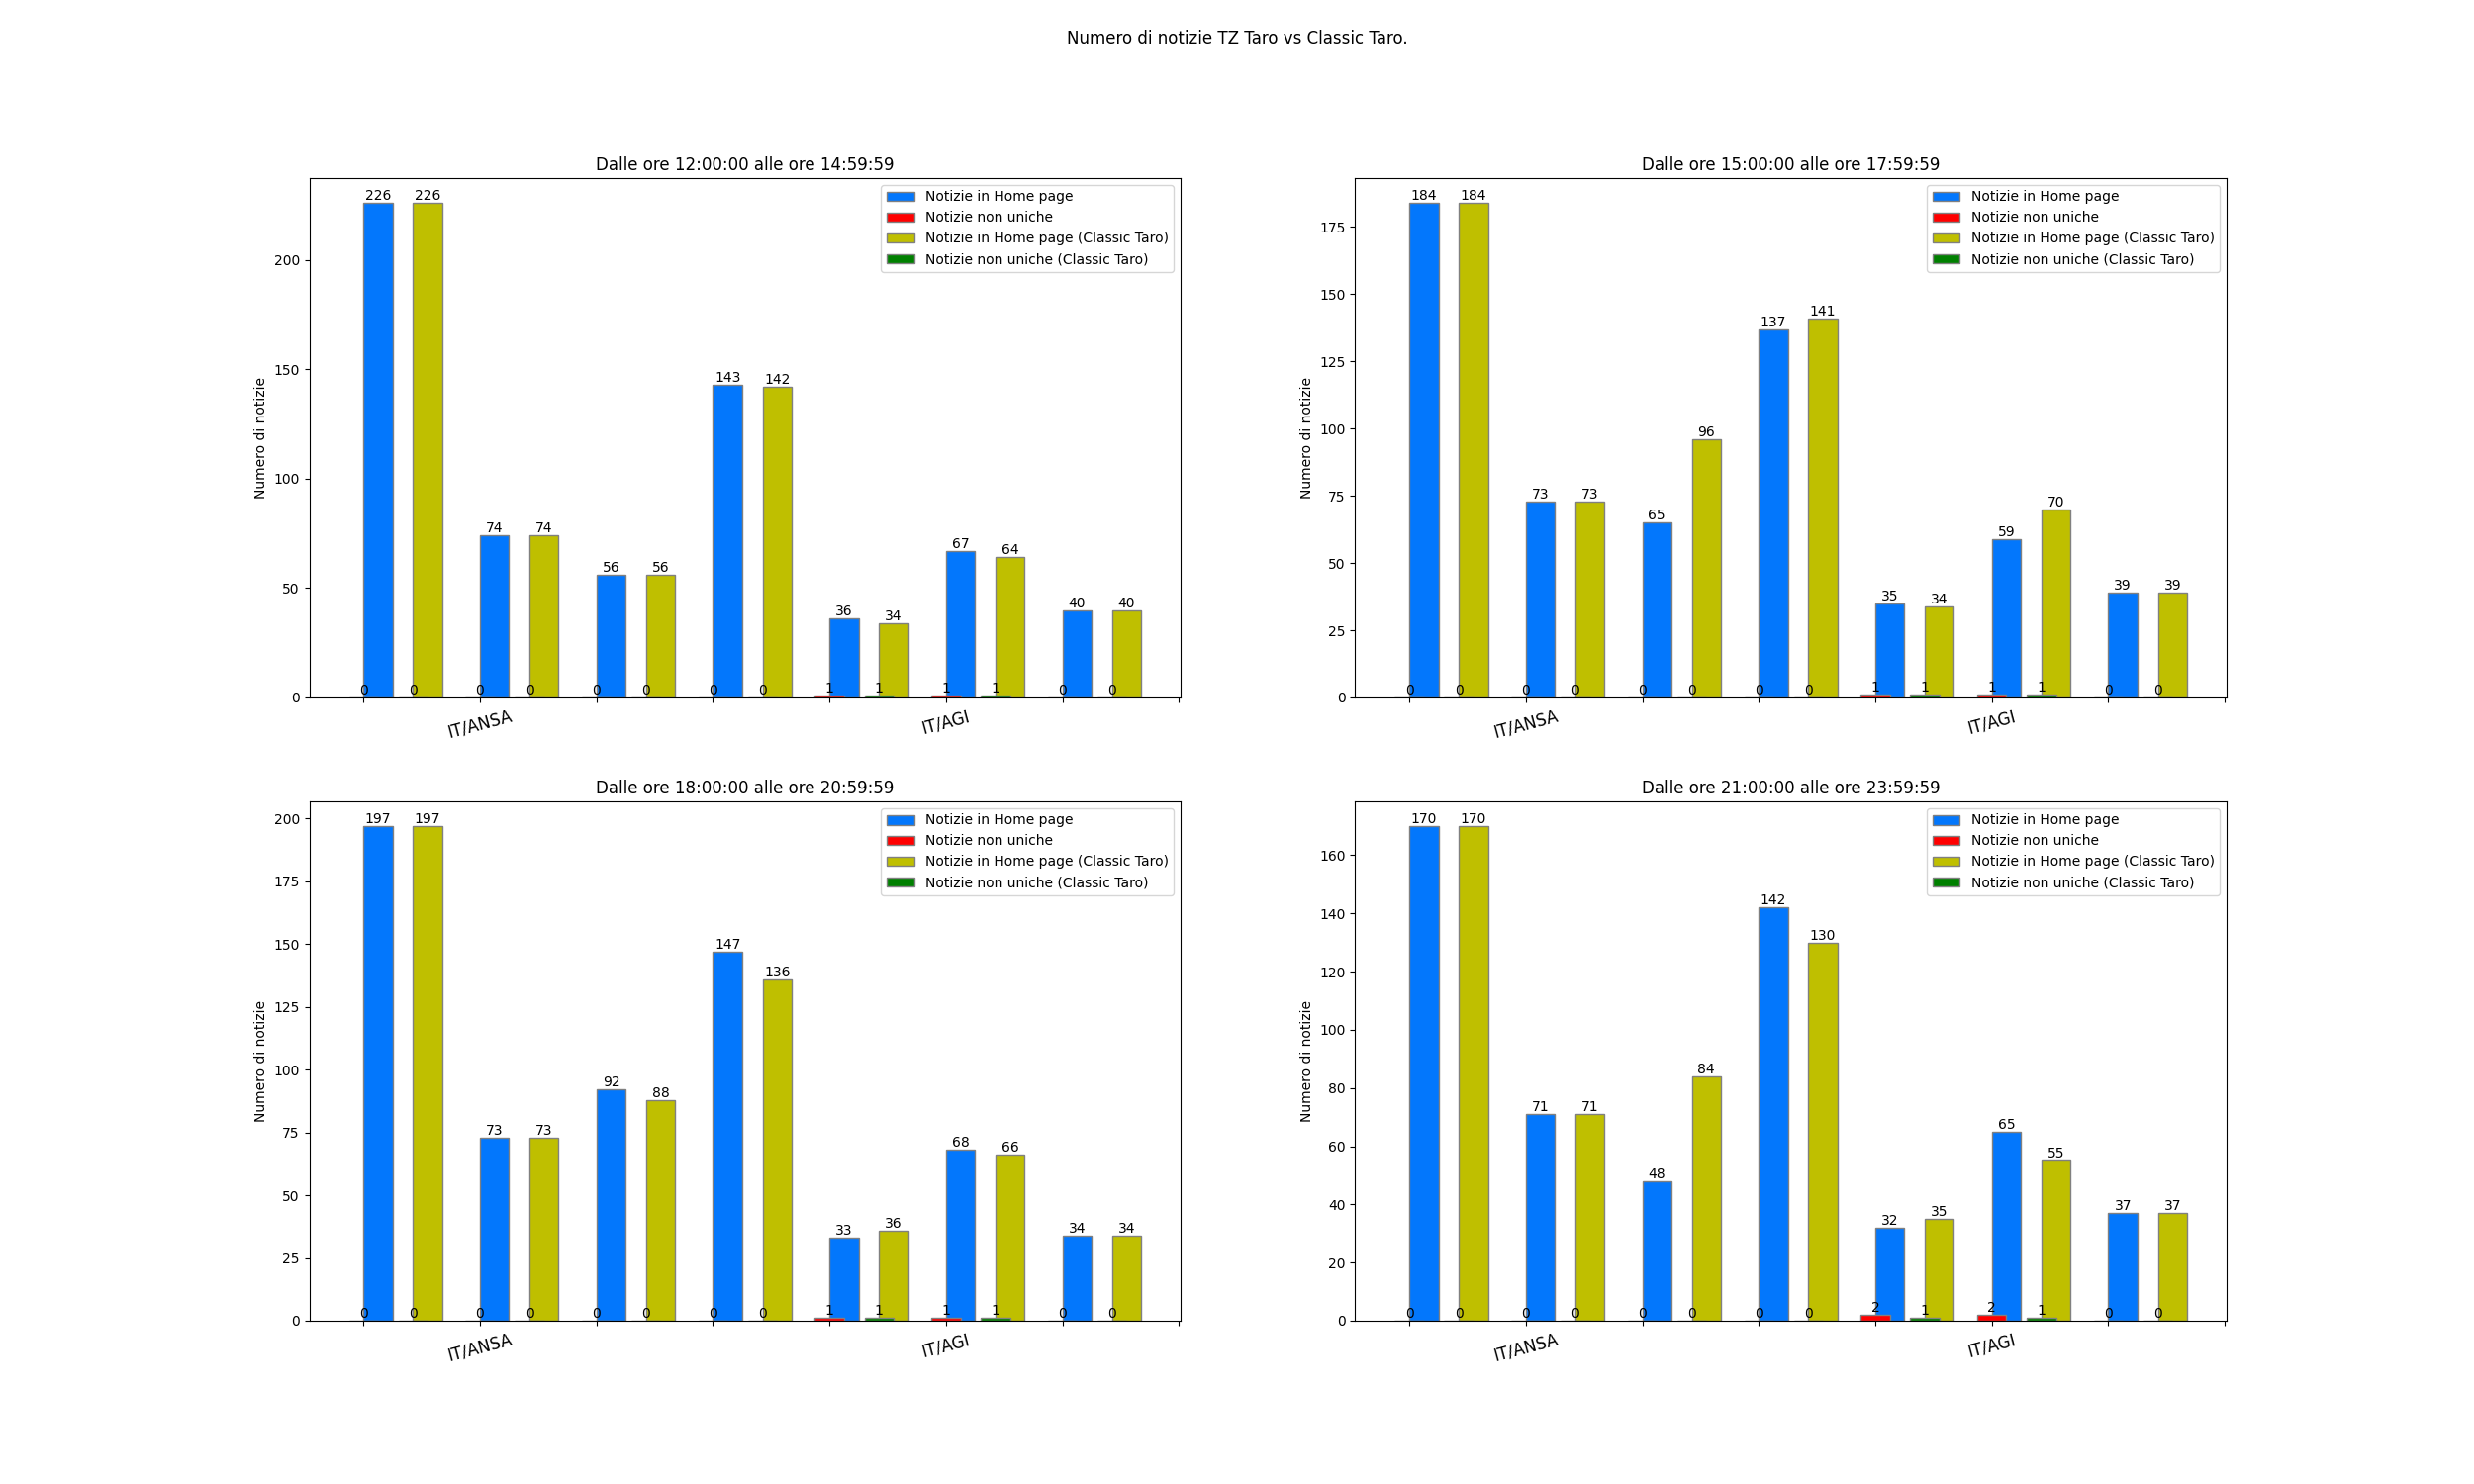 Numero di notizie TZ Taro vs Classic Taro.
Dalle ore 12:00:00 alle ore 14:59:59
Numero di notizie
200
150
100
50
0
226 226
74 74
56 56
143 142
36 34
67 64
40 40
0 0 0 0 0 0 0 0 1 1 1 1 0 0
IT/ANSA IT/AGI
Notizie in Home page
Notizie non uniche
Notizie in Home page (Classic Taro)
Notizie non uniche (Classic Taro)
Dalle ore 15:00:00 alle ore 17:59:59
Numero di notizie
175
150
125
100
75
50
25
0
184 184
73 73
65 96
137 141
35 34
59 70
39 39
0 0 0 0 0 0 0 0 1 1 1 1 0 0
IT/ANSA IT/AGI
Notizie in Home page
Notizie non uniche
Notizie in Home page (Classic Taro)
Notizie non uniche (Classic Taro)
Dalle ore 18:00:00 alle ore 20:59:59
Numero di notizie
200
175
150
125
100
75
50
25
0
197 197
73 73
92 88
147 136
33 36
68 66
34 34
0 0 0 0 0 0 0 0 1 1 1 1 0 0
IT/ANSA IT/AGI
Notizie in Home page
Notizie non uniche
Notizie in Home page (Classic Taro)
Notizie non uniche (Classic Taro)
Dalle ore 21:00:00 alle ore 23:59:59
Numero di notizie
160
140
120
100
80
60
40
20
0
170 170
71 71
48 84
142 130
32 35
65 55
37 37
0 0 0 0 0 0 0 0 2 1 2 1 0 0
IT/ANSA IT/AGI
Notizie in Home page
Notizie non uniche
Notizie in Home page (Classic Taro)
Notizie non uniche (Classic Taro)